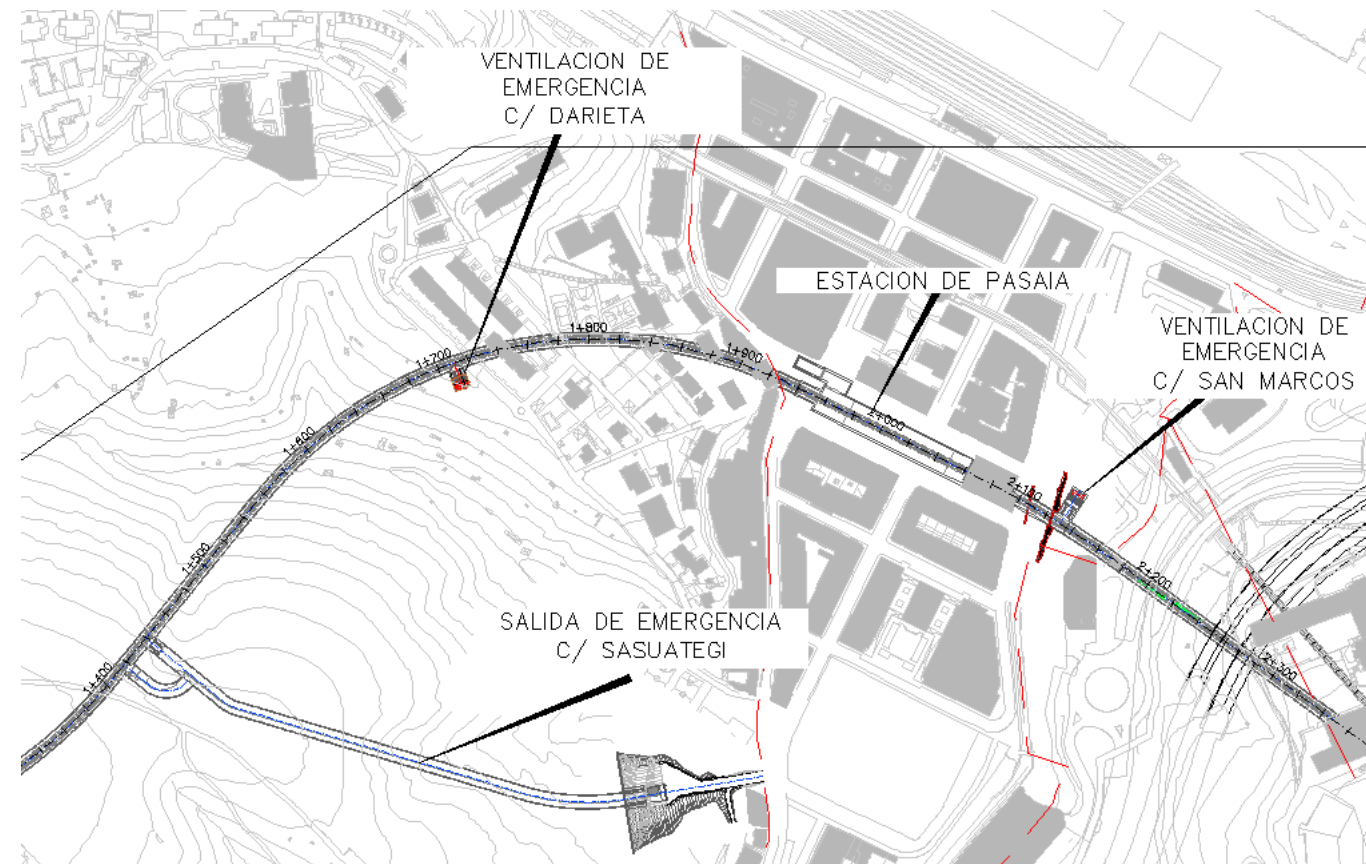 VENTILACION DE
EMERGENCIA
C/ DARIETA
ESTACION DE PASAIA
VENTILACION DE
EMERGENCIA
C/ SAN MARCOS
SALIDA DE EMERGENCIA
C/ SASUATEGI
1+400
1+500
1+600
1+700
1+800
1+900
2+000
2+100
2+200
2+300